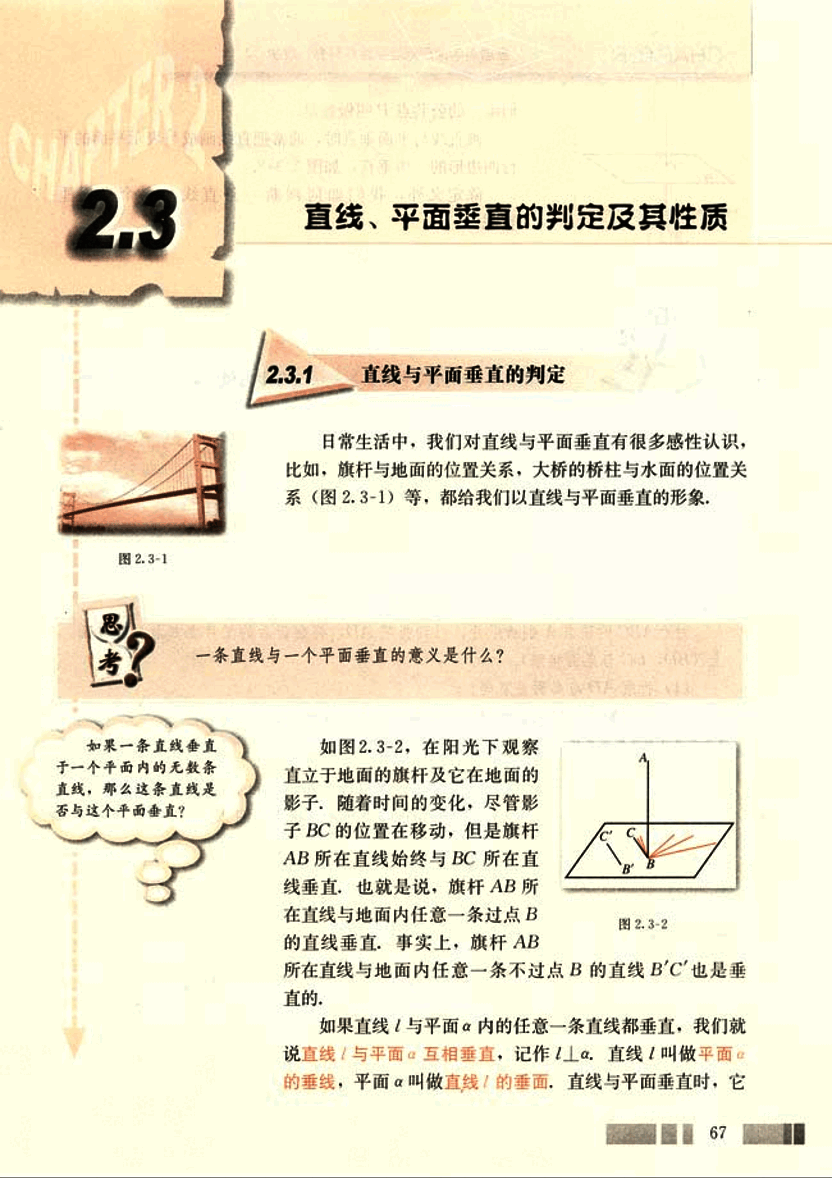 CHAPTER 2
2.3
直线、平面垂直的判定及其性质
2.3.1 直线与平面垂直的判定
日常生活中，我们对直线与平面垂直有很多感性认识，
比如，旗杆与地面的位置关系，大桥的桥柱与水面的位置关
系（图 2.3-1）等，都给我们以直线与平面垂直的形象.
图 2.3-1
思
考?
一条直线与一个平面垂直的意义是什么？
如果一条直线垂直
于一个平面内的无数条
直线，那么这条直线是
否与这个平面垂直？
如图2.3-2，在阳光下观察
直立于地面的旗杆及它在地面的
影子. 随着时间的变化，尽管影
子 BC 的位置在移动，但是旗杆
AB 所在直线始终与 BC 所在直
线垂直. 也就是说，旗杆 AB 所
在直线与地面内任意一条过点 B
的直线垂直. 事实上，旗杆 AB
所在直线与地面内任意一条不过点 B 的直线 B′C′也是垂
直的.
A
C′ C
B′ B
图 2.3-2
如果直线 l 与平面 α 内的任意一条直线都垂直，我们就
说直线 l 与平面 α 互相垂直，记作 l⊥α. 直线 l 叫做平面 α
的垂线，平面 α 叫做直线 l 的垂面. 直线与平面垂直时，它
67